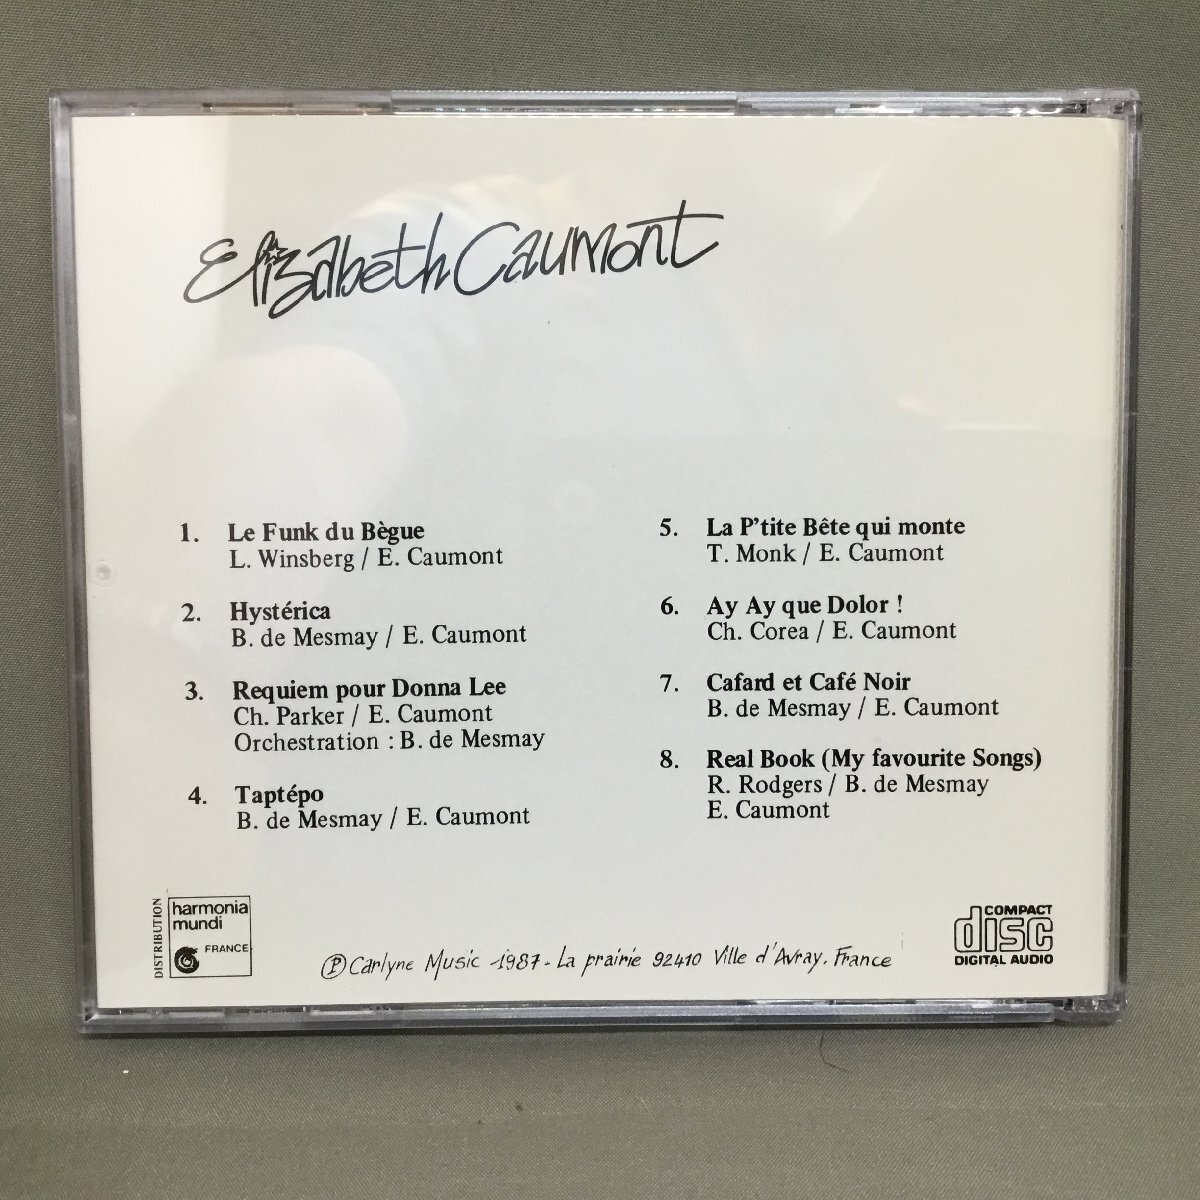 Elizabeth Caumont
1. Le Funk du Bègue
L. Winsberg / E. Caumont
2. Hystérica
B. de Mesmay / E. Caumont
3. Requiem pour Donna Lee
Ch. Parker / E. Caumont
Orchestration : B. de Mesmay
4. Taptépo
B. de Mesmay / E. Caumont
5. La P'tite Bête qui monte
T. Monk / E. Caumont
6. Ay Ay que Dolor !
Ch. Corea / E. Caumont
7. Cafard et Café Noir
B. de Mesmay / E. Caumont
8. Real Book (My favourite Songs)
R. Rodgers / B. de Mesmay
E. Caumont
DISTRIBUTION
harmonia
mundi
FRANCE
Ⓟ Carlyne Music -1987- La prairie 92410 Ville d'Avray. France
COMPACT
disc
DIGITAL AUDIO